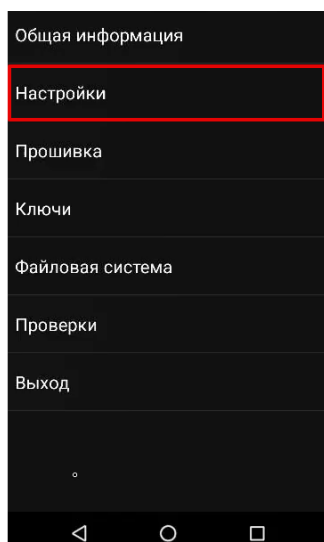 Общая информация
Настройки
Прошивка
Ключи
Файловая система
Проверки
Выход